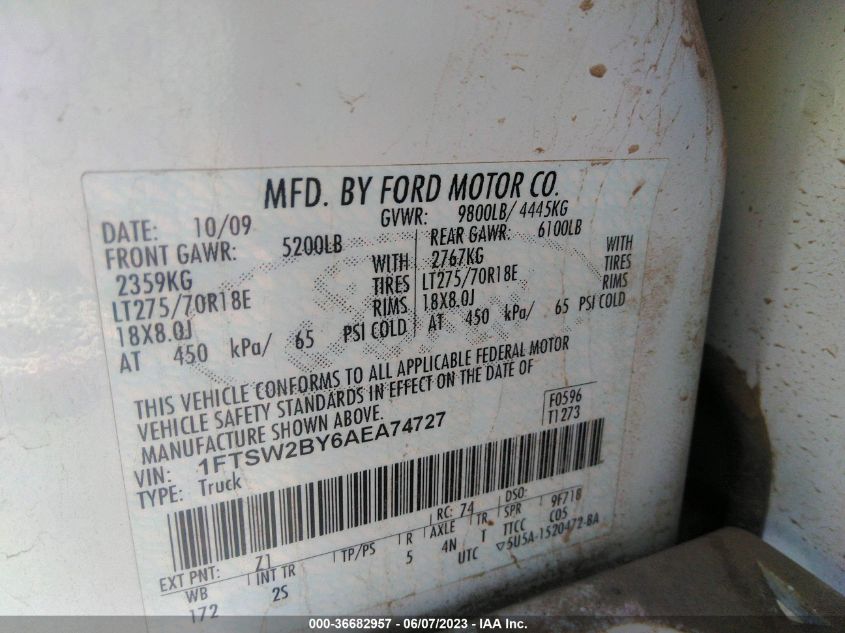 MFD. BY FORD MOTOR CO.
DATE: 10/09 GVWR: 9800LB/ 4445KG
FRONT GAWR: 5200LB REAR GAWR: 6100LB
2359KG WITH 2767KG WITH
LT275/70R18E TIRES LT275/70R18E TIRES
18X8.0J RIMS 18X8.0J RIMS
AT 450 kPa/ 65 PSI COLD AT 450 kPa/ 65 PSI COLD
THIS VEHICLE CONFORMS TO ALL APPLICABLE FEDERAL MOTOR
VEHICLE SAFETY STANDARDS IN EFFECT ON THE DATE OF
MANUFACTURE SHOWN ABOVE.
F0596
VIN: 1FTSW2BY6AEA74727
T1273
TYPE: Truck
EXT PNT: Z1 RC: 74 DSO:
WB INT TR TP/PS R AXLE TR SPR 9F718
172 2S 5 4N T TTCC C05
UTC ▽5U5A-1520472-BA
000-36682957 - 06/07/2023 - IAA Inc.